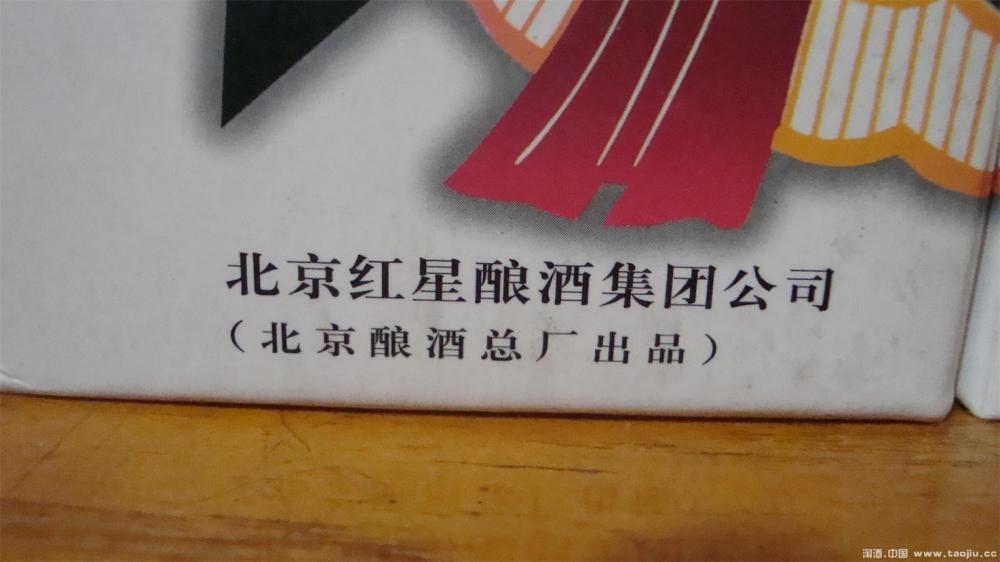 北京红星酿酒集团公司
（北京酿酒总厂出品）
淘酒.中国 www.taojiu.cc